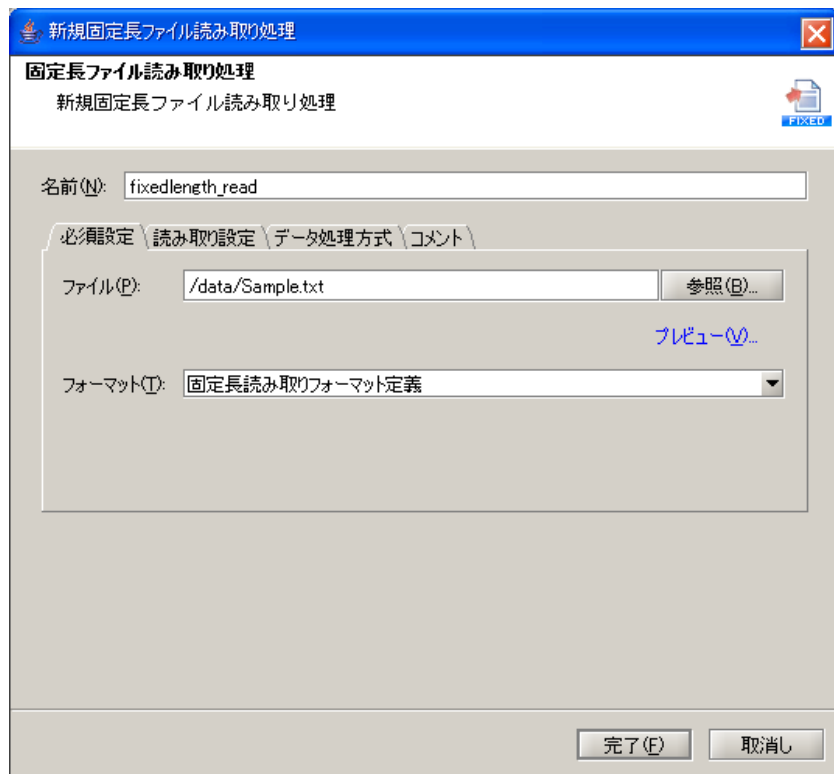 新規固定長ファイル読み取り処理
固定長ファイル読み取り処理
新規固定長ファイル読み取り処理
FIXED
名前(N): fixedlength_read
必須設定 読み取り設定 データ処理方式 コメント
ファイル(P): /data/Sample.txt 参照(B)...
プレビュー(V)...
フォーマット(T): 固定長読み取りフォーマット定義
完了(F) 取消し